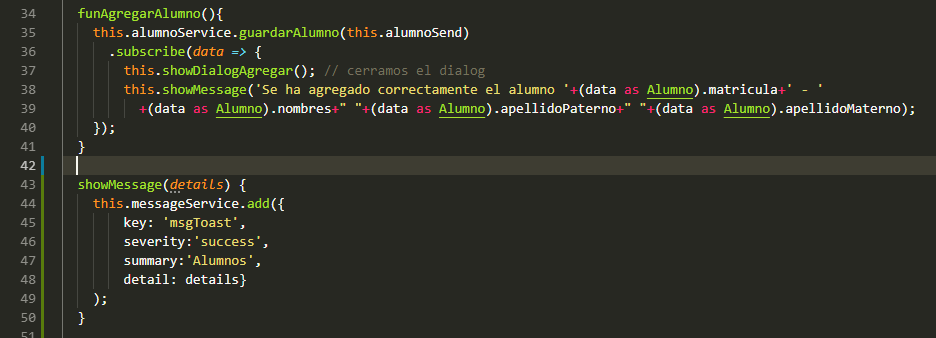 34 funAgregarAlumno(){
35 this.alumnoService.guardarAlumno(this.alumnoSend)
36 .subscribe(data => {
37 this.showDialogAgregar(); // cerramos el dialog
38 this.showMessage('Se ha agregado correctamente el alumno '+(data as Alumno).matricula+' - '
39 +(data as Alumno).nombres+" "+(data as Alumno).apellidoPaterno+" "+(data as Alumno).apellidoMaterno);
40 });
41 }
42
43 showMessage(details) {
44 this.messageService.add({
45 key: 'msgToast',
46 severity:'success',
47 summary:'Alumnos',
48 detail: details}
49 );
50 }
51